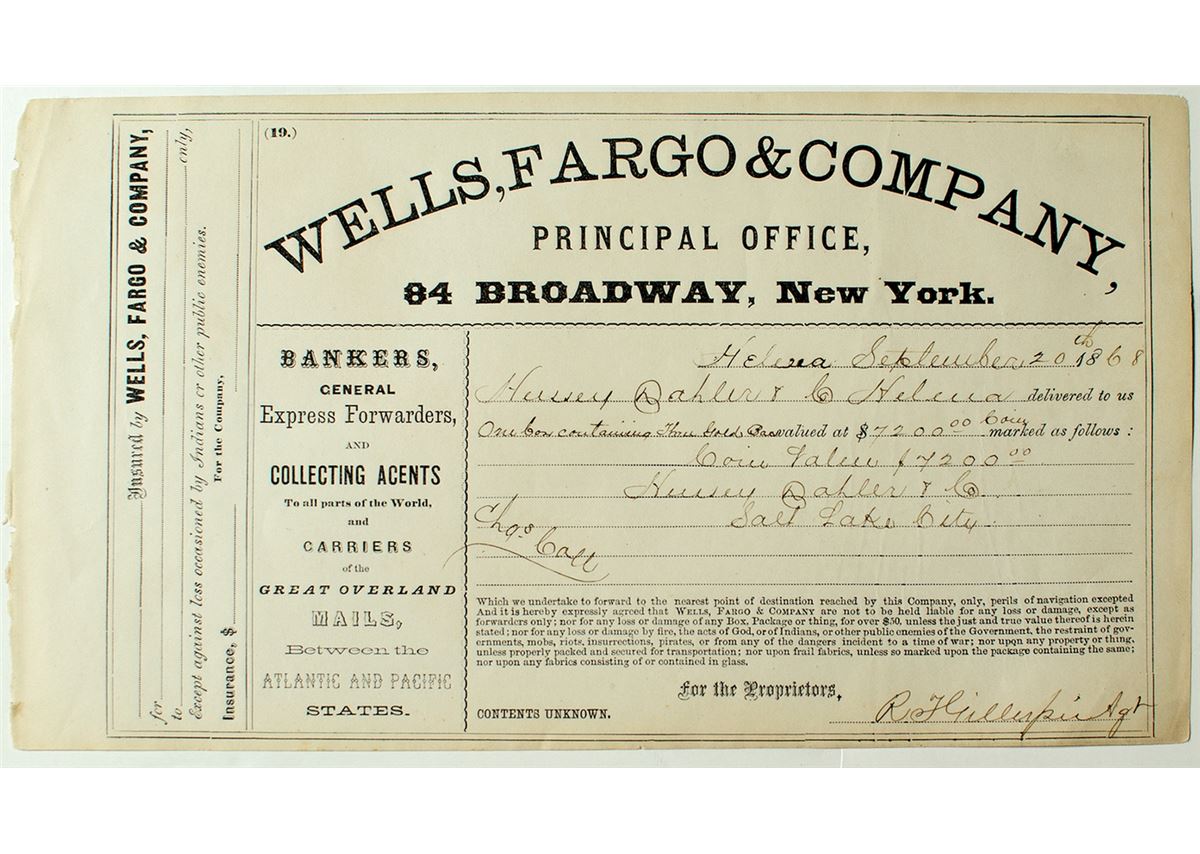 Insured by WELLS, FARGO & COMPANY,
for
to only,
Except against loss occasioned by Indians or other public enemies.
For the Company,
Insurance, $
(19.)
WELLS, FARGO & COMPANY,
PRINCIPAL OFFICE,
84 BROADWAY, New York.
BANKERS,
GENERAL
Express Forwarders,
AND
COLLECTING AGENTS
To all parts of the World,
and
CARRIERS
of the
GREAT OVERLAND
MAILS,
Between the
ATLANTIC AND PACIFIC
STATES.
Helena September 20th 1868
Hussey Dahler & Co Helena delivered to us
One Box containing Three Gold Bars valued at $7200 00 Coin marked as follows :
Coin Value $7200 00
Hussey Dahler & Co
Salt Lake City
Chgs Coll
Which we undertake to forward to the nearest point of destination reached by this Company, only, perils of navigation excepted
And it is hereby expressly agreed that WELLS, FARGO & COMPANY are not to be held liable for any loss or damage, except as
forwarders only; nor for any loss or damage of any Box, Package or thing, for over $50, unless the just and true value thereof is herein
stated; nor for any loss or damage by fire, the acts of God, or of Indians, or other public enemies of the Government, the restraint of gov-
ernments, mobs, riots, insurrections, pirates, or from any of the dangers incident to a time of war; nor upon any property or thing,
unless properly packed and secured for transportation; nor upon frail fabrics, unless so marked upon the package containing the same;
nor upon any fabrics consisting of or contained in glass.
For the Proprietors,
CONTENTS UNKNOWN.
R. T. Gillespie Agt